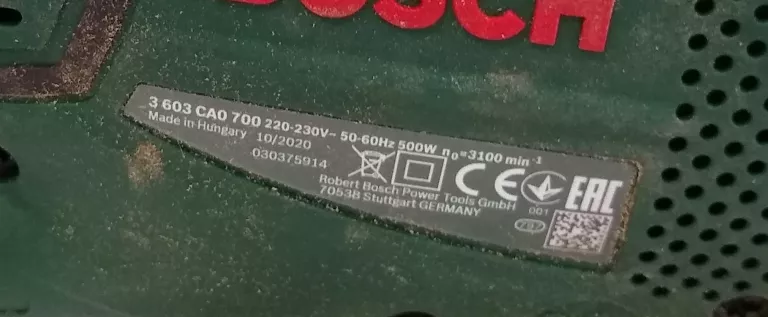 BOSCH
3 603 CA0 700 220-230V~ 50-60Hz 500W n₀=3100 min⁻¹
Made in Hungary 10/2020
030375914
CE EAC
Robert Bosch Power Tools GmbH
70538 Stuttgart GERMANY
001